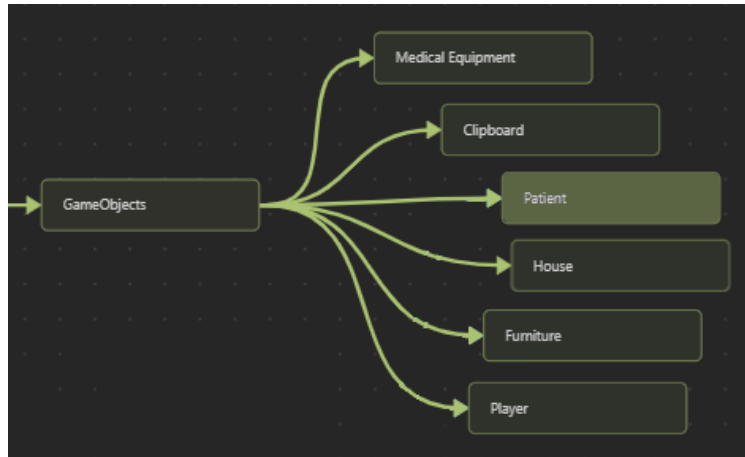 Medical Equipment
Clipboard
Patient
GameObjects
House
Furniture
Player